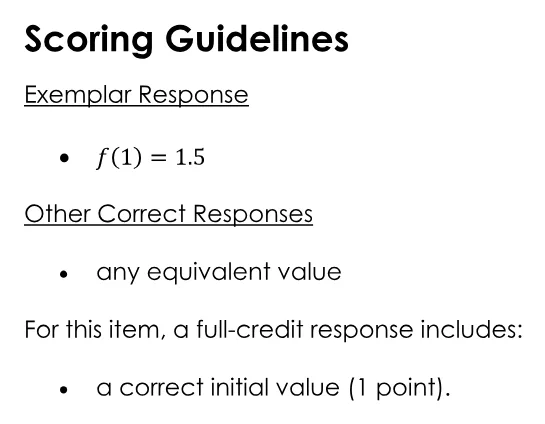 Scoring Guidelines
Exemplar Response
• f(1) = 1.5
Other Correct Responses
• any equivalent value
For this item, a full-credit response includes:
• a correct initial value (1 point).